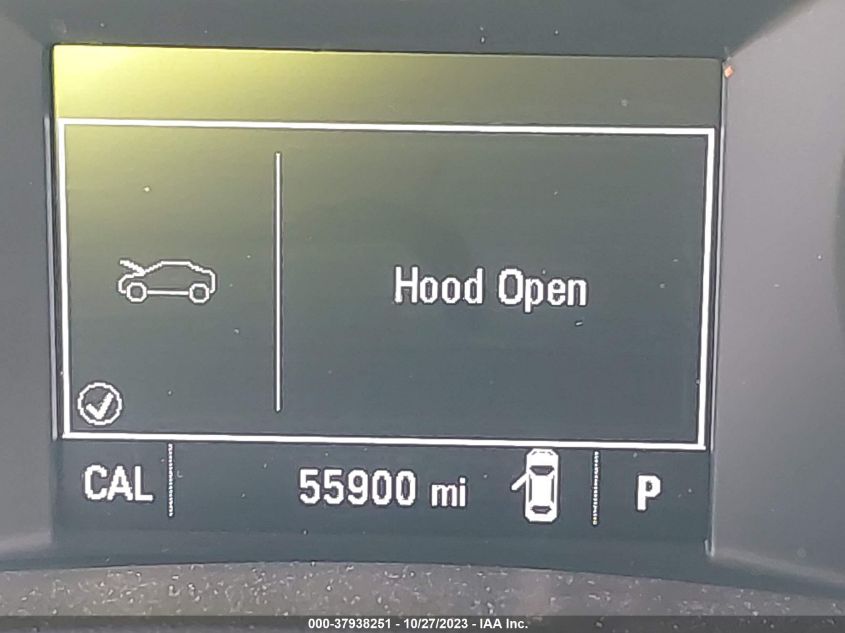 Hood Open
CAL 55900 mi P
000-37938251 - 10/27/2023 - IAA Inc.